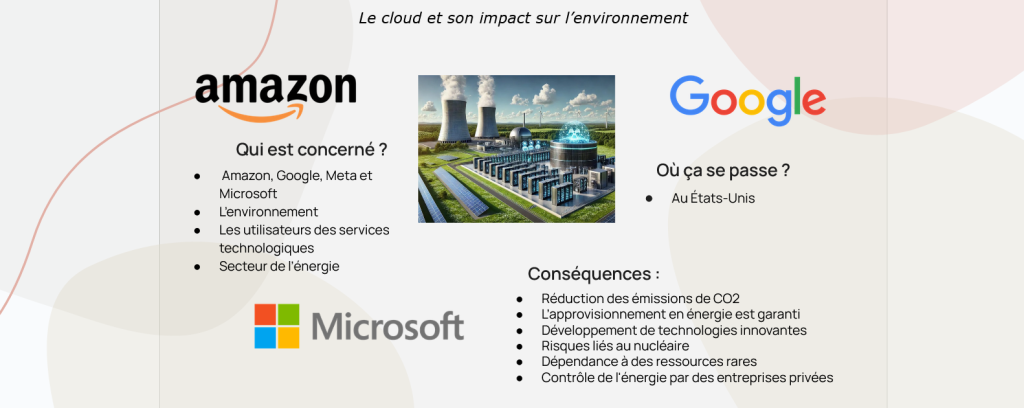 Le cloud et son impact sur l’environnement
amazon
Google
Qui est concerné ?
● Amazon, Google, Meta et
Microsoft
● L'environnement
● Les utilisateurs des services
technologiques
● Secteur de l'énergie
Où ça se passe ?
● Au États-Unis
Microsoft
Conséquences :
● Réduction des émissions de CO2
● L'approvisionnement en énergie est garanti
● Développement de technologies innovantes
● Risques liés au nucléaire
● Dépendance à des ressources rares
● Contrôle de l'énergie par des entreprises privées